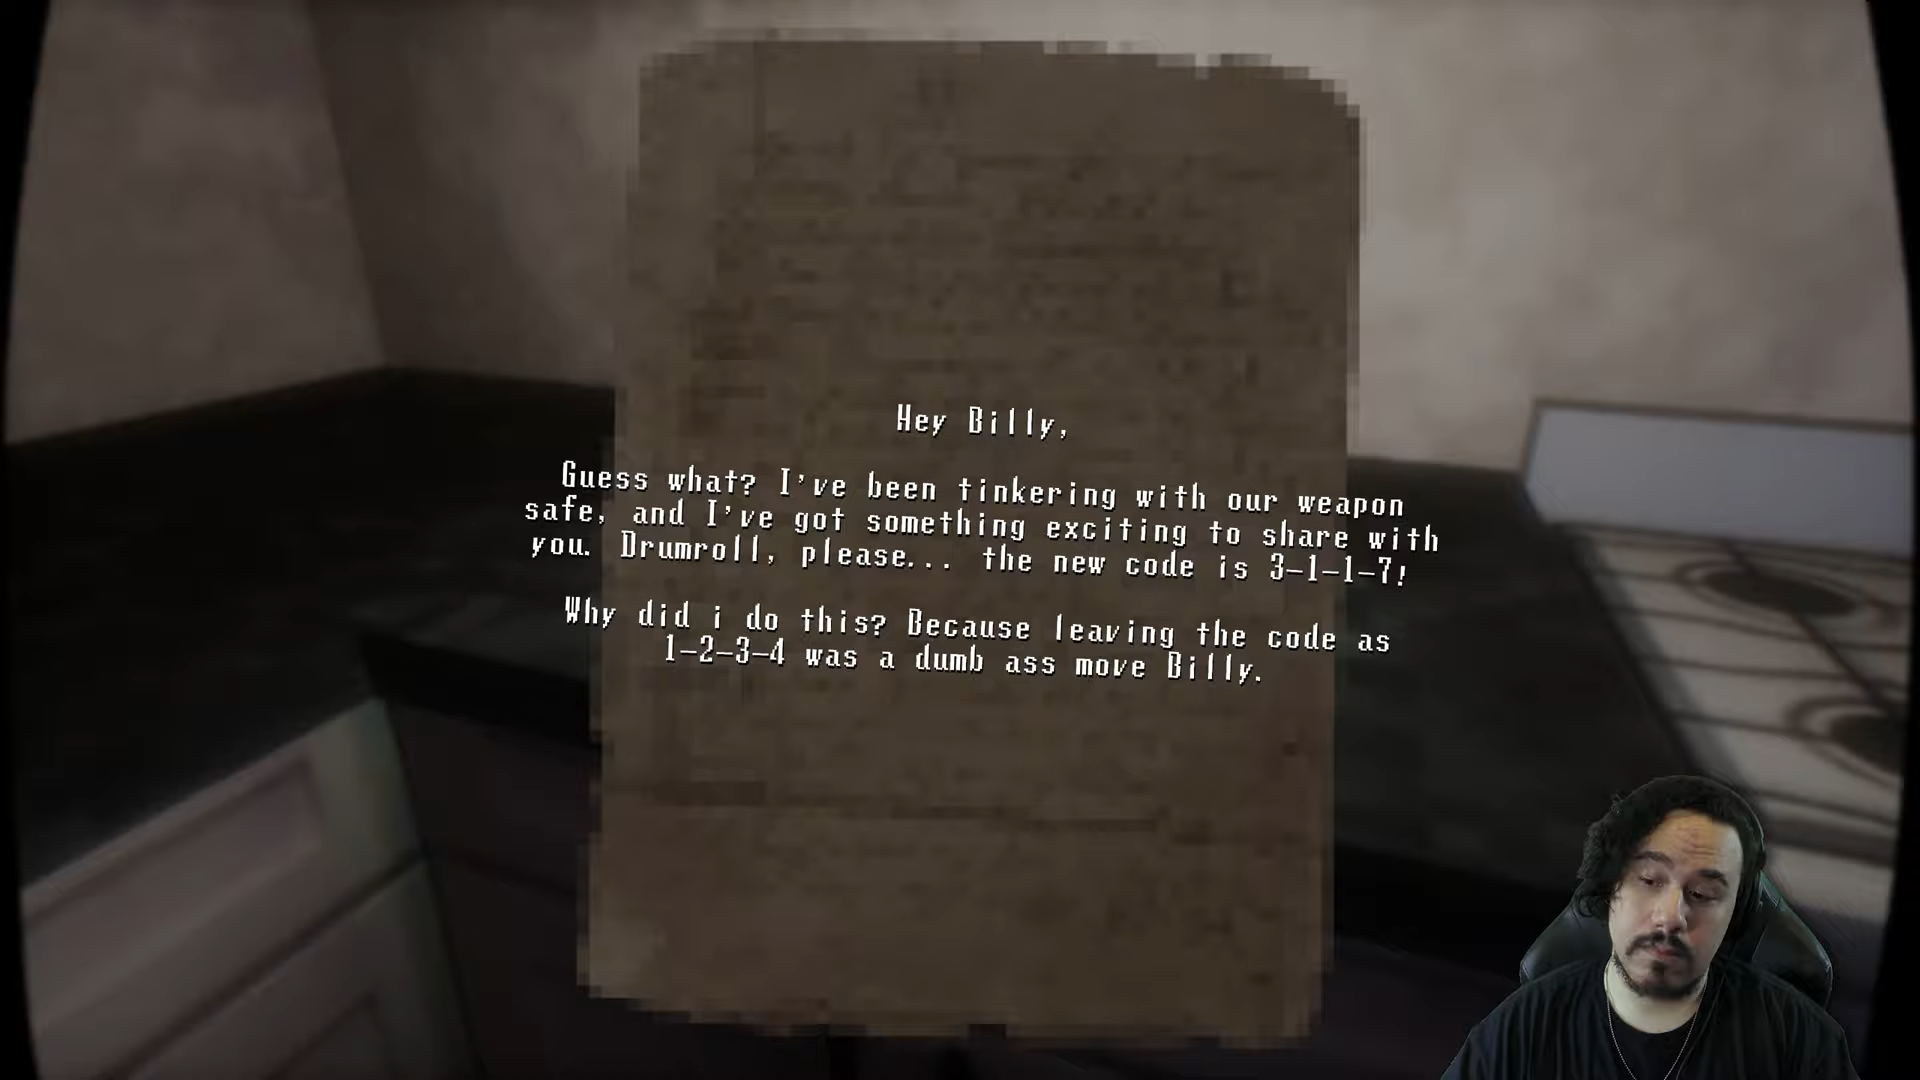 Hey Billy,
Guess what? I've been tinkering with our weapon
safe, and I've got something exciting to share with
you. Drumroll, please... the new code is 3-1-1-7!
Why did i do this? Because leaving the code as
1-2-3-4 was a dumb ass move Billy.